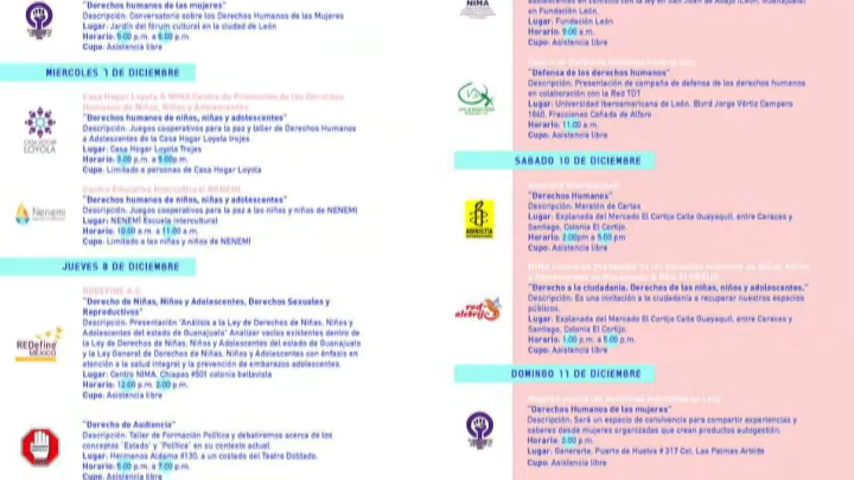 "Derechos humanos de las mujeres"
Descripción: Conversatorio sobre los Derechos Humanos de las Mujeres
Lugar: Jardín del fórum cultural en la ciudad de León
Horario: 5:00 p.m. a 6:00 p.m.
Cupo: Asistencia libre
MIERCOLES 7 DE DICIEMBRE
Casa Hogar Loyola & NIMA Centro de Promoción de los Derechos
Humanos de Niñas, Niños y Adolescentes
"Derechos humanos de niños, niñas y adolescentes"
Descripción: Juegos cooperativos para la paz y taller de Derechos Humanos
a Adolescentes de la Casa Hogar Loyola trojes
CASA HOGAR
LOYOLA
Lugar: Casa Hogar Loyola Trojes
Horario: 3:00 p.m. a 5:00p.m.
Cupo: Limitado a personas de Casa Hogar Loyola
Centro Educativo Intercultural NENEMI
"Derechos humanos de niños, niñas y adolescentes"
Nenemi
Descripción: Juegos cooperativos para la paz a las niñas y niños de NENEMI
Lugar: NENEMI Escuela intercultural
Horario: 10:00 a.m. a 11:00 a.m.
Cupo: Limitado a las niñas y niños de NENEMI
JUEVES 8 DE DICIEMBRE
REDEFINE A.C.
"Derecho de Niñas, Niños y Adolescentes, Derechos Sexuales y
Reproductivos"
Descripción: Presentación "Análisis a la Ley de Derechos de Niñas, Niños y
Adolescentes del estado de Guanajuato" Analizar vacíos existentes dentro de
la Ley de Derechos de Niñas, Niños y Adolescentes del estado de Guanajuato
y la Ley General de Derechos de Niñas, Niños y Adolescentes con énfasis en
atención a la salud integral y la prevención de embarazos adolescentes.
REDefine
MÉXICO
Lugar: Centro NIMA. Chiapas #501 colonia bellavista
Horario: 12:00 p.m. 2:00 p.m.
Cupo: Asistencia libre
"Derecho de Audiencia"
Descripción: Taller de Formación Política y debatiremos acerca de los
conceptos "Estado" y "Política" en su contexto actual.
Lugar: Hermanos Aldama #130, a un costado del Teatro Doblado.
Horario: 5:00 p.m. a 7:00 p.m.
Cupo: Asistencia libre
NIMA
en Fundación León.
Lugar: Fundación León
Horario: 9:00 a.m.
Cupo: Asistencia libre
"Defensa de los derechos humanos"
Descripción: Presentación de campaña de defensa de los derechos humanos
en colaboración con la Red TDT
Lugar: Universidad Iberoamericana de León. Blvrd Jorge Vértiz Campero
1640. Fracciones Cañada de Alfaro
Horario: 11:00 a.m.
Cupo: Asistencia libre
SABADO 10 DE DICIEMBRE
"Derechos Humanos"
Descripción: Maratón de Cartas
Lugar: Explanada del Mercado El Cortijo Calle Guayaquil, entre Caracas y
Santiago, Colonia El Cortijo.
AMNISTÍA
Horario: 2:00pm a 5:00 pm
Cupo: Asistencia libre
"Derecho a la ciudadanía. Derechos de las niñas, niños y adolescentes."
Descripción: Es una invitación a la ciudadanía a recuperar nuestros espacios
públicos.
red
alebrije
Lugar: Explanada del Mercado El Cortijo Calle Guayaquil, entre Caracas y
Santiago, Colonia El Cortijo
Horario: 1:00 p.m. a 5:00 p.m.
Cupo: Asistencia libre
DOMINGO 11 DE DICIEMBRE
"Derechos Humanos de las mujeres"
Descripción: Será un espacio de convivencia para compartir experiencias y
saberes desde mujeres organizadas que crean productos autogestión.
Horario: 2:00 p.m.
Lugar: Generarte. Puerto de Huelva # 317 Col. Las Palmas Arbide
Cupo: Asistencia libre